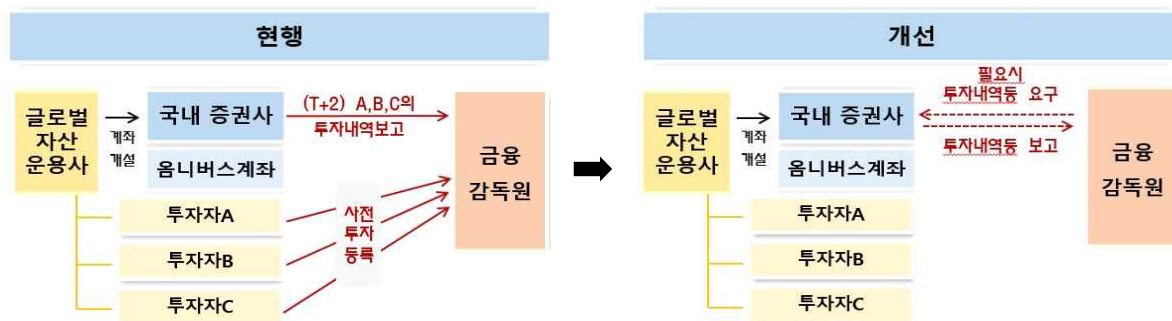 현행
글로벌
자산
운용사
계좌
개설
국내 증권사
옴니버스계좌
(T+2) A,B,C의
투자내역보고
금융
감독원
투자자A
투자자B
투자자C
사전
투자
등록
개선
글로벌
자산
운용사
계좌
개설
국내 증권사
옴니버스계좌
필요시
투자내역등 요구
투자내역등 보고
금융
감독원
투자자A
투자자B
투자자C